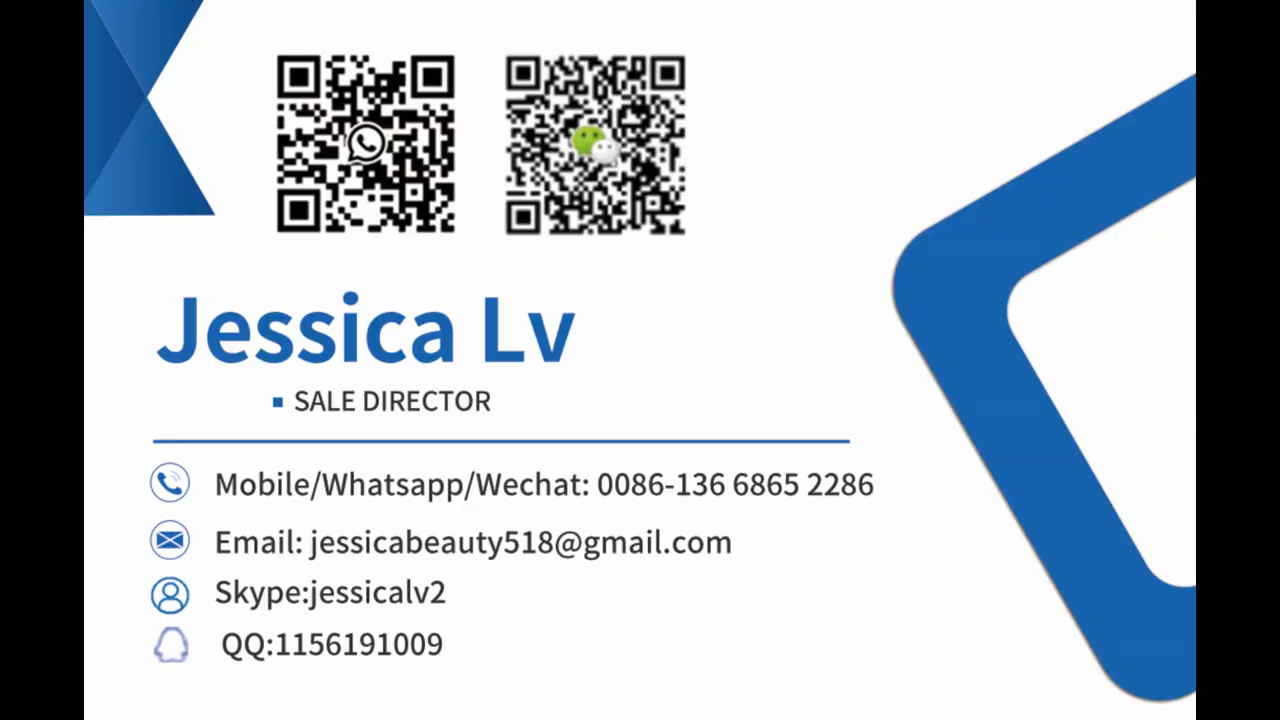 Jessica Lv
SALE DIRECTOR
Mobile/Whatsapp/Wechat: 0086-136 6865 2286
Email: jessicabeauty518@gmail.com
Skype:jessicalv2
QQ:1156191009